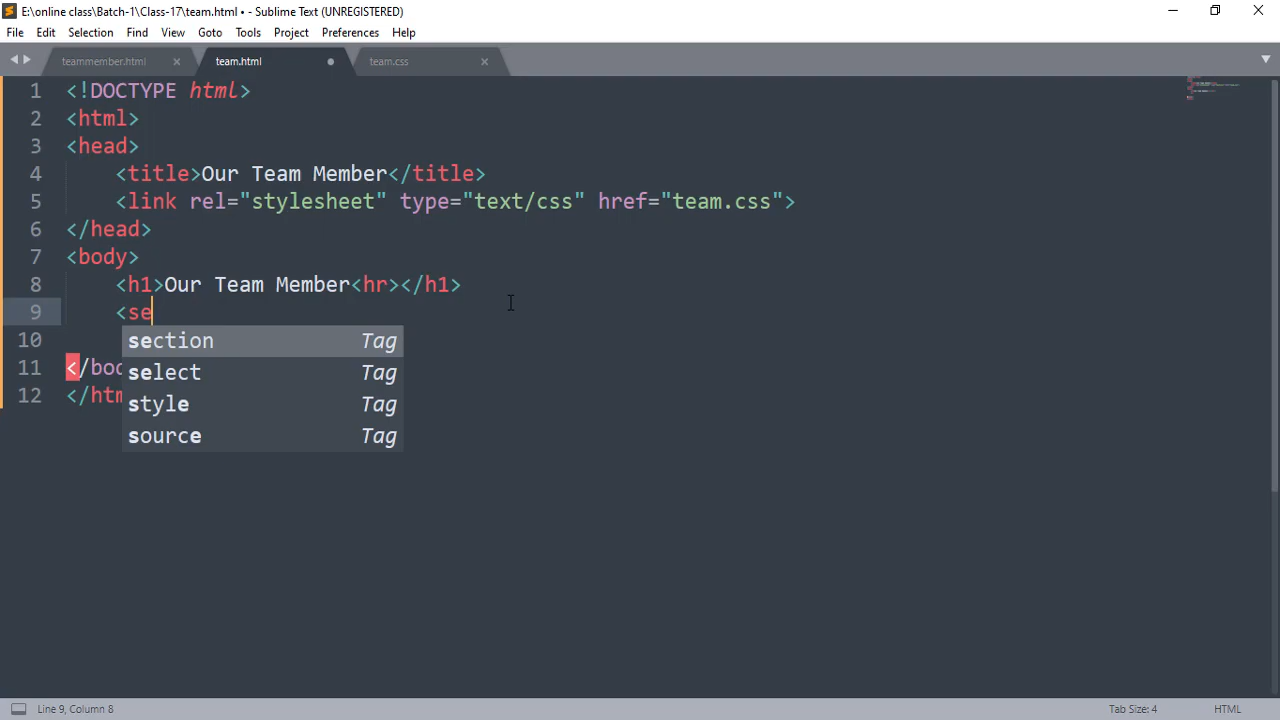 E:\online class\Batch-1\Class-17\team.html • - Sublime Text (UNREGISTERED)
File Edit Selection Find View Goto Tools Project Preferences Help
teammember.html team.html team.css
1 <!DOCTYPE html>
2 <html>
3 <head>
4 <title>Our Team Member</title>
5 <link rel="stylesheet" type="text/css" href="team.css">
6 </head>
7 <body>
8 <h1>Our Team Member<hr></h1>
9 <se
section Tag
10
select Tag
11 </bod
style Tag
12 </htm
source Tag
Line 9, Column 8 Tab Size: 4 HTML